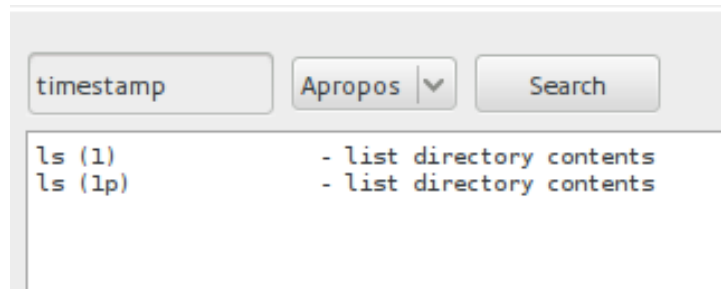 timestamp Apropos Search
ls (1) - list directory contents
ls (1p) - list directory contents